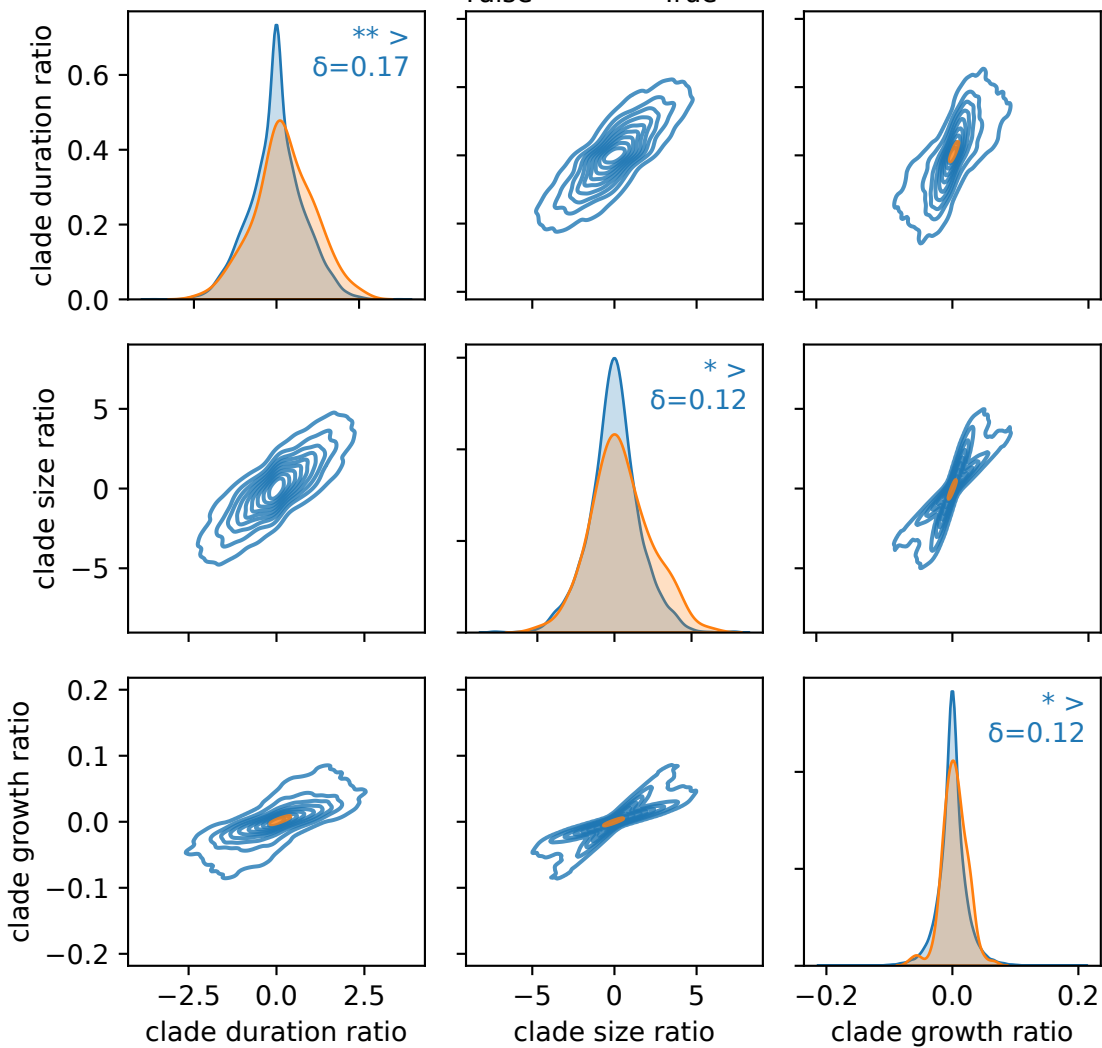 False True
clade duration ratio
0.6
0.4
0.2
0.0
** >
δ=0.17
clade size ratio
5
0
−5
* >
δ=0.12
clade growth ratio
0.2
0.1
0.0
−0.1
−0.2
* >
δ=0.12
−2.5 0.0 2.5
−5 0 5
−0.2 0.0 0.2
clade duration ratio
clade size ratio
clade growth ratio